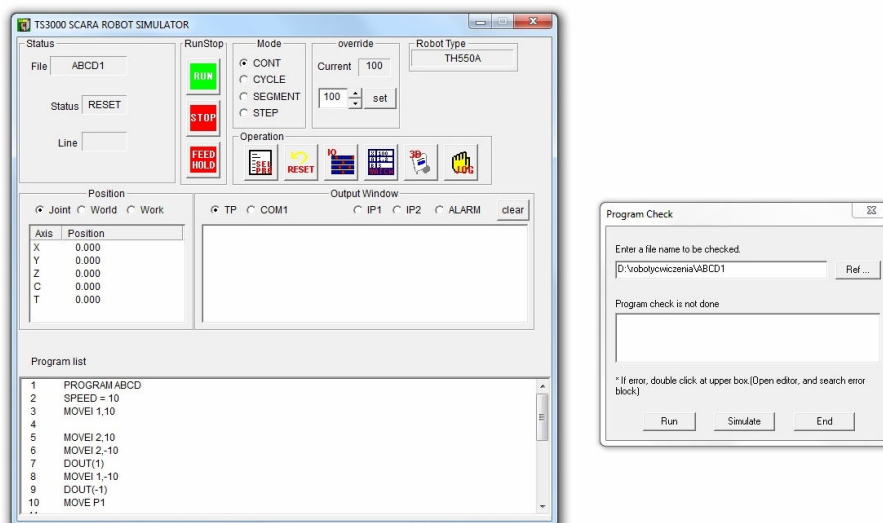 TS3000 SCARA ROBOT SIMULATOR
Status
File ABCD1
Status RESET
Line
RunStop
RUN
STOP
FEED
HOLD
Mode
CONT
CYCLE
SEGMENT
STEP
override
Current 100
100 set
Robot Type
TH550A
Operation
SEL
RESET
IO
3D
Position
Joint World Work
Axis Position
X 0.000
Y 0.000
Z 0.000
C 0.000
T 0.000
Output Window
TP COM1 IP1 IP2 ALARM clear
Program list
1 PROGRAM ABCD
2 SPEED = 10
3 MOVEI 1,10
4
5 MOVEI 2,10
6 MOVEI 2,-10
7 DOUT(1)
8 MOVEI 1,-10
9 DOUT(-1)
10 MOVE P1
Program Check
Enter a file name to be checked.
D:\robotycwiczenia\ABCD1 Ref ...
Program check is not done
* If error, double click at upper box.(Open editor, and search error
block)
Run Simulate End